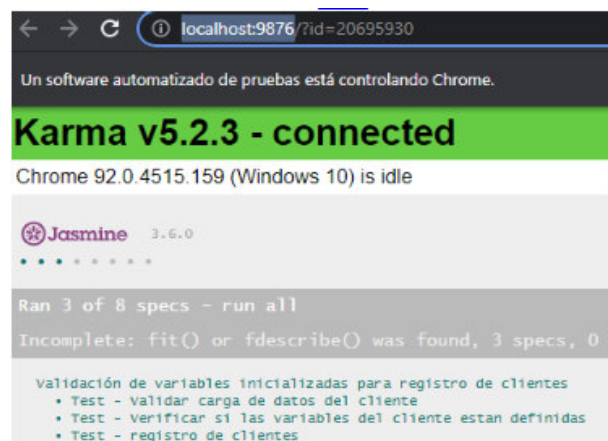 localhost:9876/?id=20695930
Un software automatizado de pruebas está controlando Chrome.
Karma v5.2.3 - connected
Chrome 92.0.4515.159 (Windows 10) is idle
Jasmine 3.6.0
Ran 3 of 8 specs - run all
Incomplete: fit() or fdescribe() was found, 3 specs, 0
Validación de variables inicializadas para registro de clientes
• Test - Validar carga de datos del cliente
• Test - Verificar si las variables del cliente estan definidas
• Test - registro de clientes